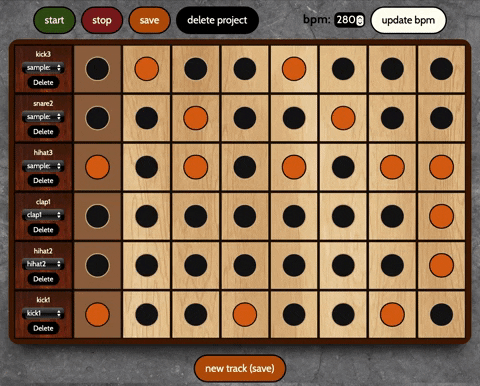 start stop save delete project bpm: 280 update bpm
kick3
sample:
Delete
snare2
sample:
Delete
hihat3
sample:
Delete
clap1
clap1
Delete
hihat2
hihat2
Delete
kick1
kick1
Delete
new track (save)